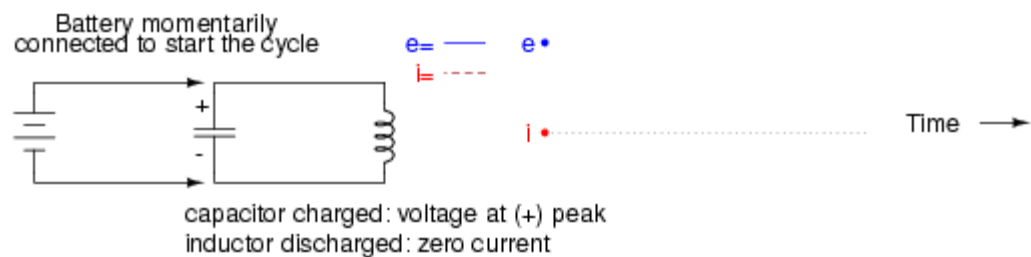 Battery momentarily
connected to start the cycle
e=
e
i=
+
-
i
Time
capacitor charged: voltage at (+) peak
inductor discharged: zero current